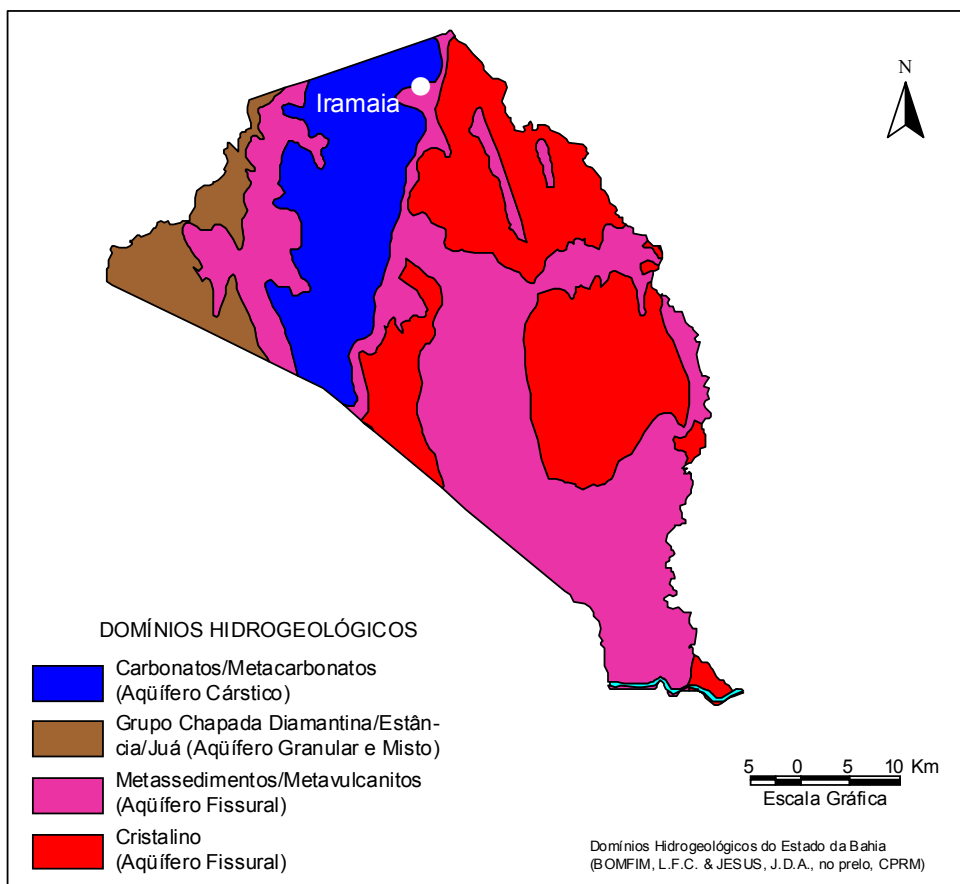 N
Iramaia
DOMÍNIOS HIDROGEOLÓGICOS
Carbonatos/Metacarbonatos
(Aqüífero Cárstico)
Grupo Chapada Diamantina/Estân-
cia/Juá (Aqüífero Granular e Misto)
Metassedimentos/Metavulcanitos
(Aqüífero Fissural)
Cristalino
(Aqüífero Fissural)
5 0 5 10 Km
Escala Gráfica
Domínios Hidrogeológicos do Estado da Bahia
(BOMFIM, L.F.C. & JESUS, J.D.A., no prelo, CPRM)